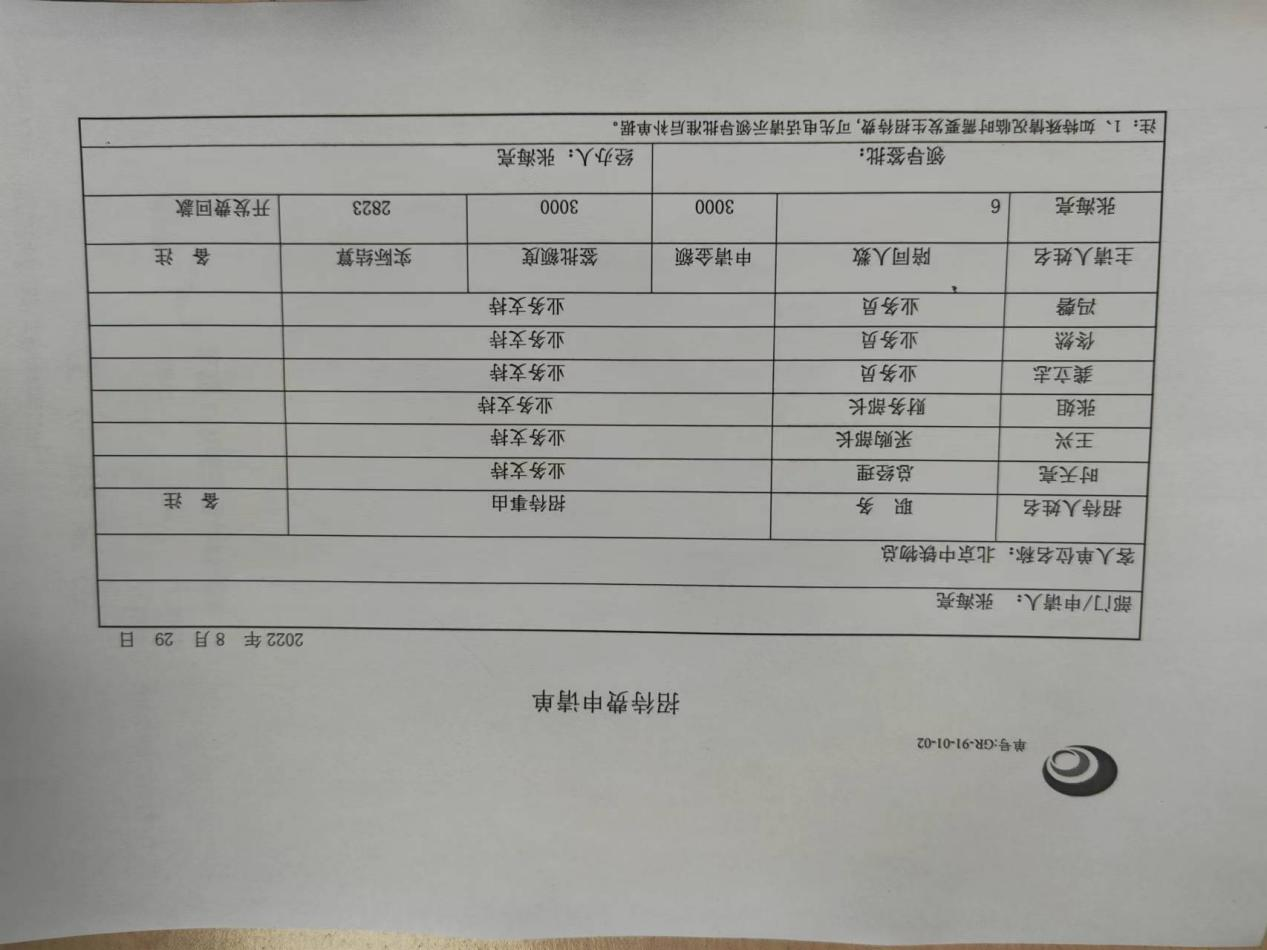 单号:GR-91-01-02
招待费申请单
2022 年 8 月 29 日
部门/申请人： 张海亮
客人单位名称：北京中铁物总
招待人姓名 职 务 招待事由 备 注
时天亮 总经理 业务支持
王兴 采购部长 业务支持
张姐 财务部长 业务支持
龚立志 业务员 业务支持
佟然 业务员 业务支持
冯馨 业务员 业务支持
主请人姓名 陪同人数 申请金额 签批额度 实际结算 备 注
张海亮 6 3000 3000 2823 开发费回款
领导签批： 经办人：张海亮
注：1、如特殊情况临时需要发生招待费，可先电话请示领导批准后补单据。